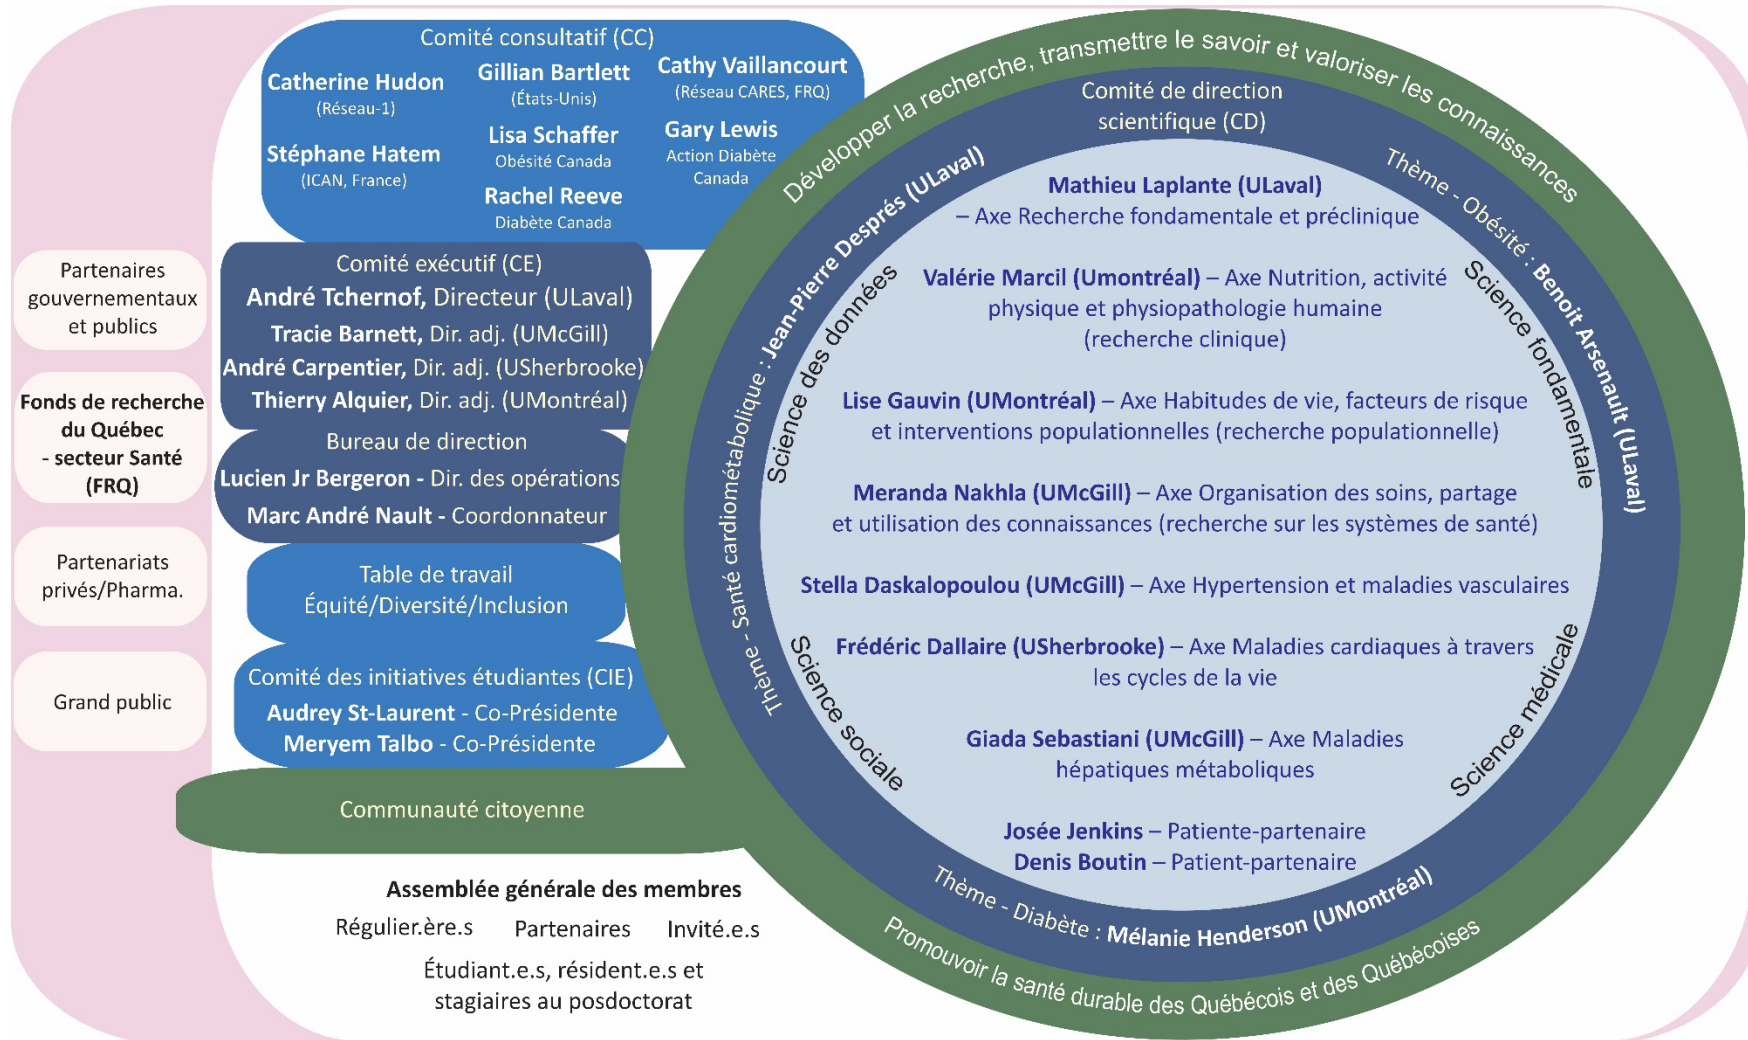 Comité consultatif (CC)
Catherine Hudon
(Réseau-1)
Gillian Bartlett
(États-Unis)
Cathy Vaillancourt
(Réseau CARES, FRQ)
Stéphane Hatem
(ICAN, France)
Lisa Schaffer
Obésité Canada
Gary Lewis
Action Diabète
Canada
Rachel Reeve
Diabète Canada
Partenaires
gouvernementaux
et publics
Fonds de recherche
du Québec
- secteur Santé
(FRQ)
Partenariats
privés/Pharma.
Grand public
Comité exécutif (CE)
André Tchernof, Directeur (ULaval)
Tracie Barnett, Dir. adj. (UMcGill)
André Carpentier, Dir. adj. (USherbrooke)
Thierry Alquier, Dir. adj. (UMontréal)
Bureau de direction
Lucien Jr Bergeron - Dir. des opérations
Marc André Nault - Coordonnateur
Table de travail
Équité/Diversité/Inclusion
Comité des initiatives étudiantes (CIE)
Audrey St-Laurent - Co-Présidente
Meryem Talbo - Co-Présidente
Communauté citoyenne
Assemblée générale des membres
Régulier.ère.s Partenaires Invité.e.s
Étudiant.e.s, résident.e.s et
stagiaires au posdoctorat
Développer la recherche, transmettre le savoir et valoriser les connaissances
Comité de direction
scientifique (CD)
Thème - Santé cardiométabolique : Jean-Pierre Després (ULaval)
Thème - Obésité : Benoit Arsenault (ULaval)
Science des données
Science fondamentale
Mathieu Laplante (ULaval)
– Axe Recherche fondamentale et préclinique
Valérie Marcil (Umontréal) – Axe Nutrition, activité
physique et physiopathologie humaine
(recherche clinique)
Lise Gauvin (UMontréal) – Axe Habitudes de vie, facteurs de risque
et interventions populationnelles (recherche populationnelle)
Meranda Nakhla (UMcGill) – Axe Organisation des soins, partage
et utilisation des connaissances (recherche sur les systèmes de santé)
Stella Daskalopoulou (UMcGill) – Axe Hypertension et maladies vasculaires
Frédéric Dallaire (USherbrooke) – Axe Maladies cardiaques à travers
les cycles de la vie
Giada Sebastiani (UMcGill) – Axe Maladies
hépatiques métaboliques
Josée Jenkins – Patiente-partenaire
Denis Boutin – Patient-partenaire
Science sociale
Science médicale
Thème - Diabète : Mélanie Henderson (UMontréal)
Promouvoir la santé durable des Québécois et des Québécoises